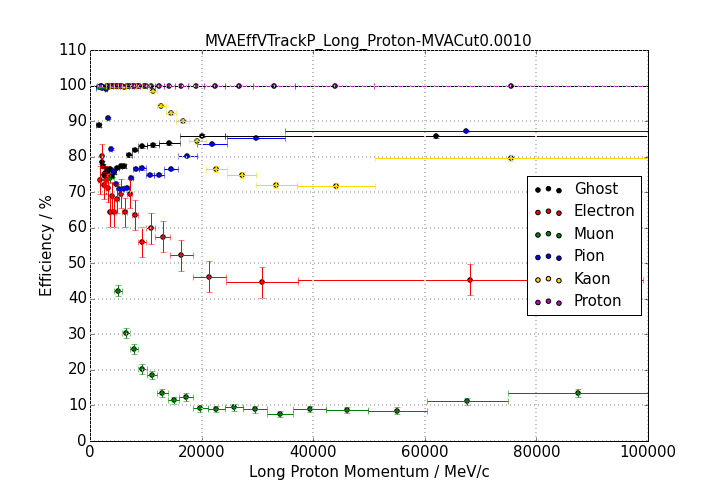 MVAEffVTrackP_Long_Proton-MVACut0.0010
110
100
90
80
70
60
50
40
30
20
10
0
Efficiency / %
Ghost
Electron
Muon
Pion
Kaon
Proton
0 20000 40000 60000 80000 100000
Long Proton Momentum / MeV/c